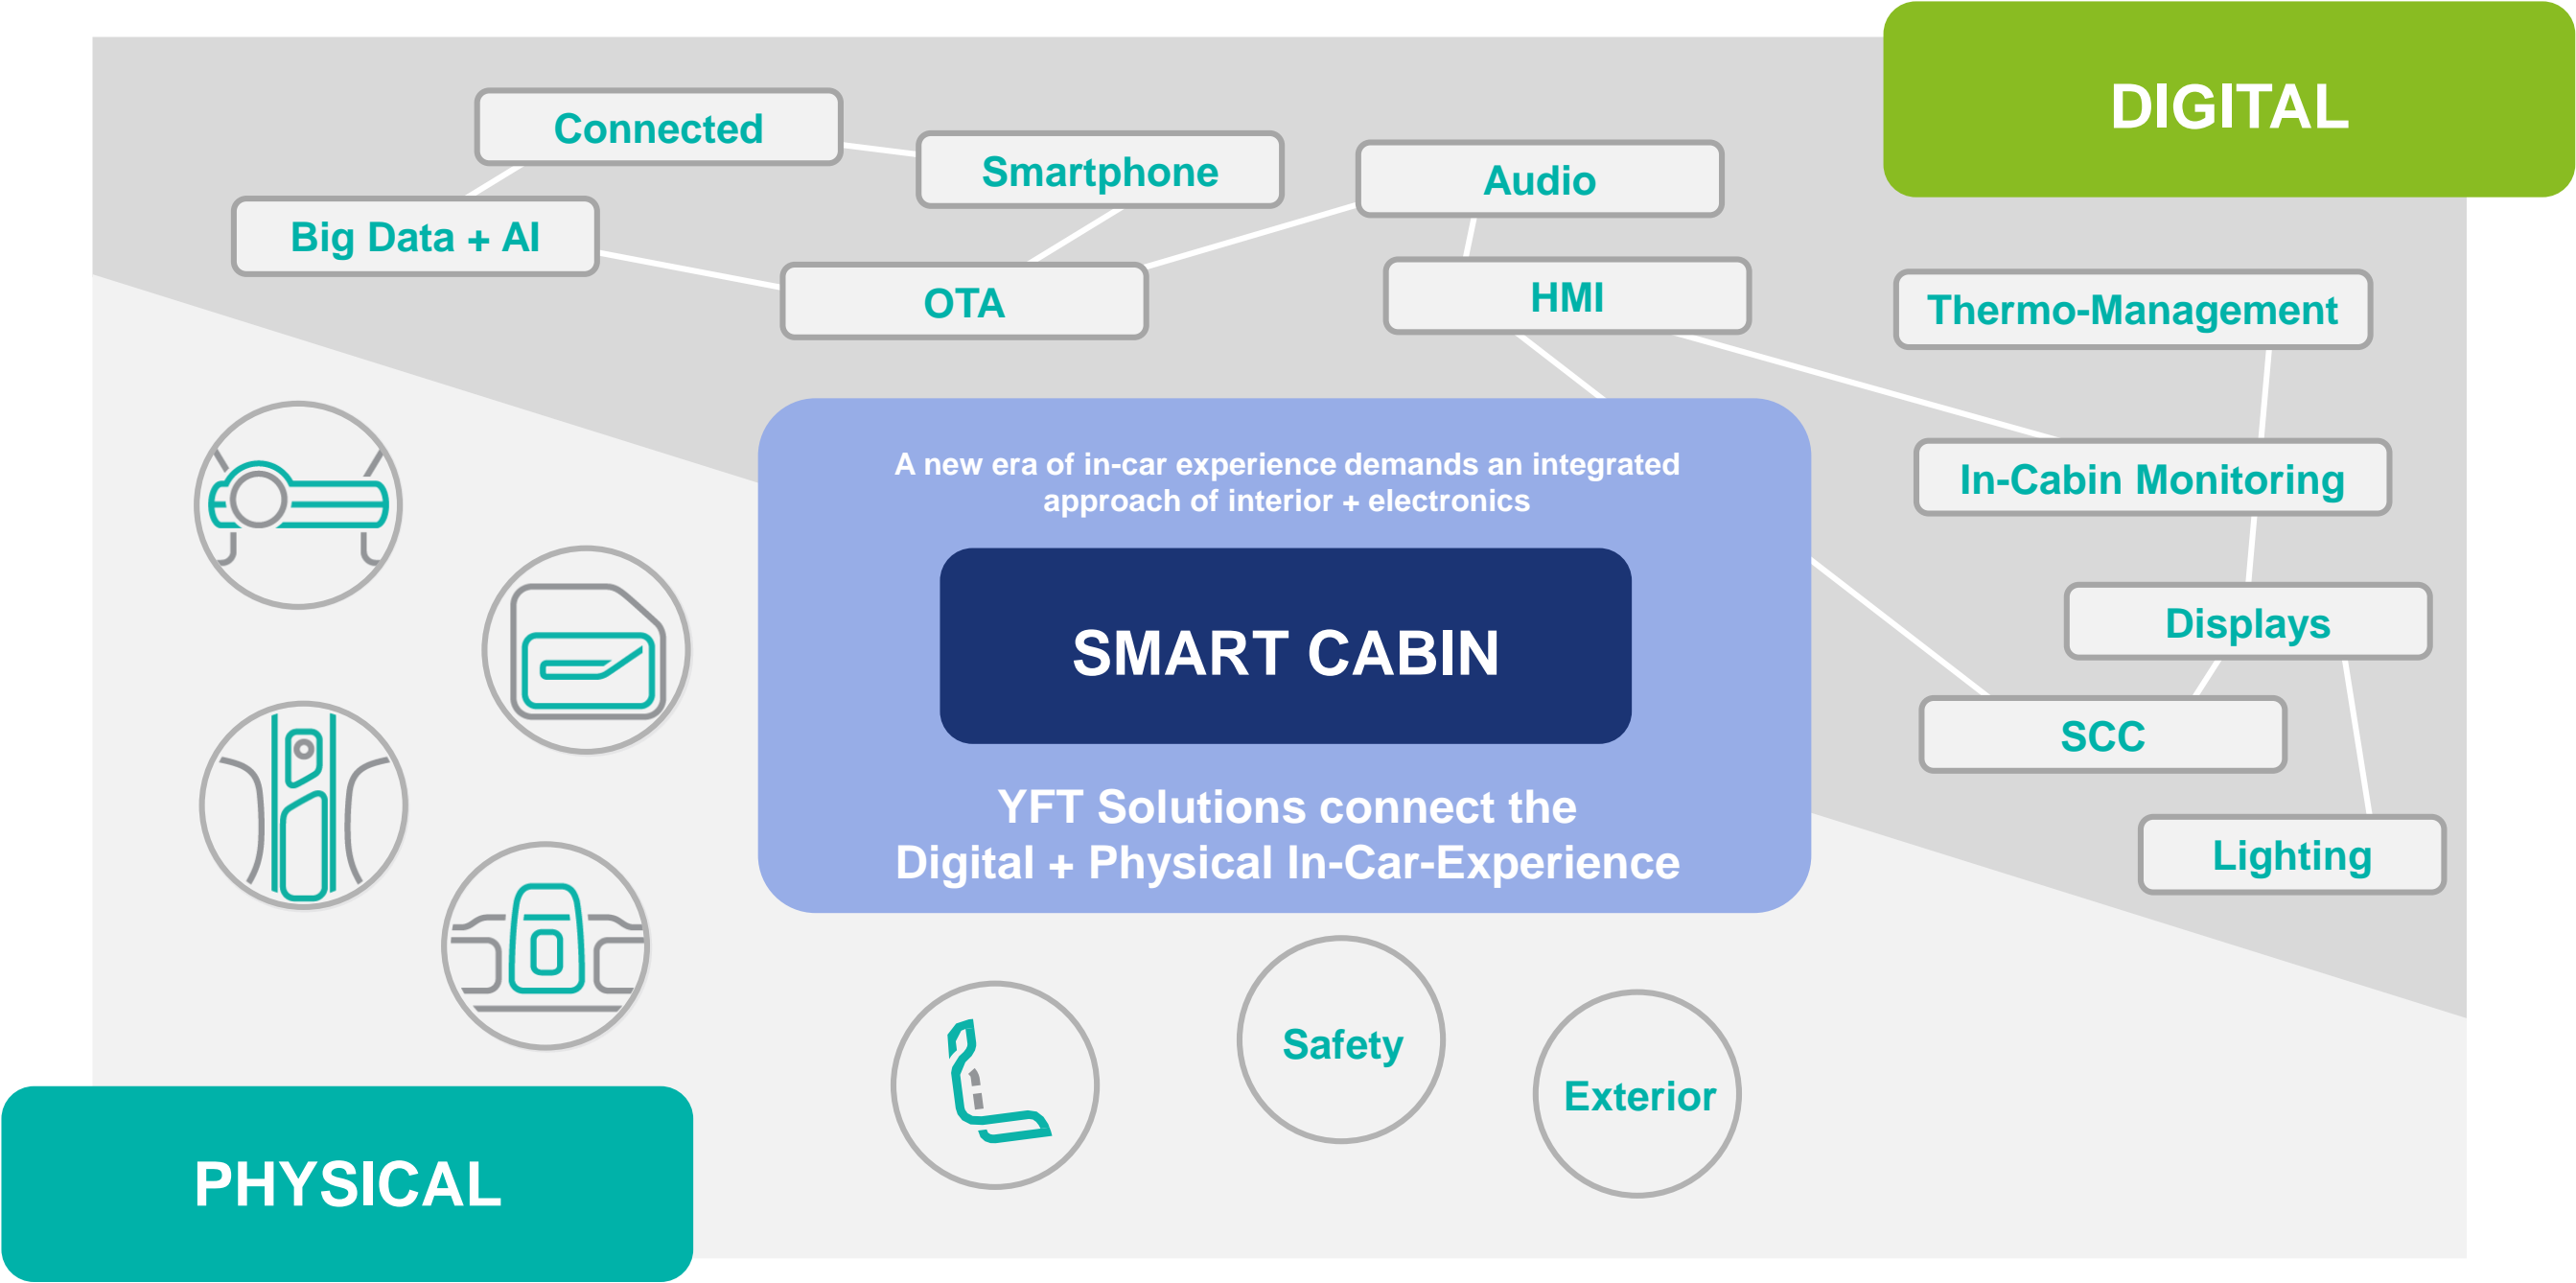 DIGITAL
Connected
Smartphone
Audio
Big Data + AI
OTA
HMI
Thermo-Management
In-Cabin Monitoring
Displays
SCC
Lighting
A new era of in-car experience demands an integrated
approach of interior + electronics
SMART CABIN
YFT Solutions connect the
Digital + Physical In-Car-Experience
Safety
Exterior
PHYSICAL